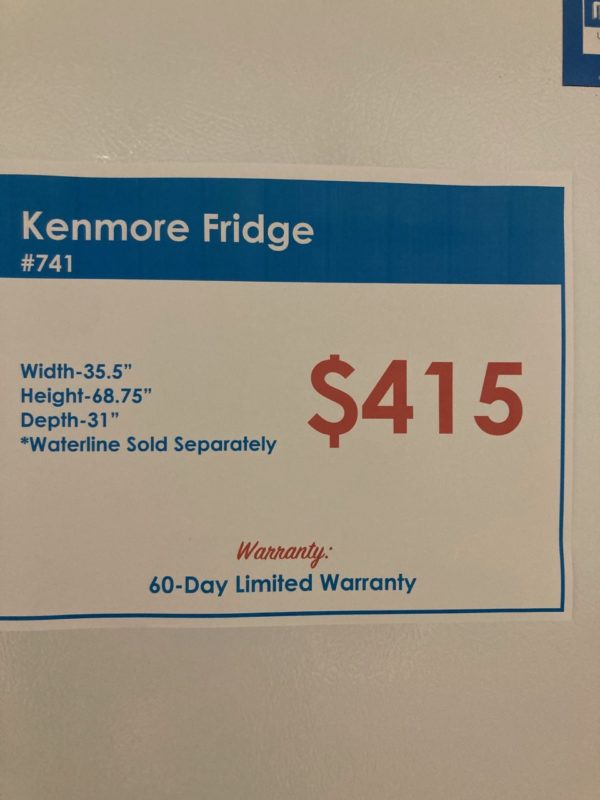 Kenmore Fridge
#741
Width-35.5”
Height-68.75”
Depth-31”
*Waterline Sold Separately
$415
Warranty:
60-Day Limited Warranty